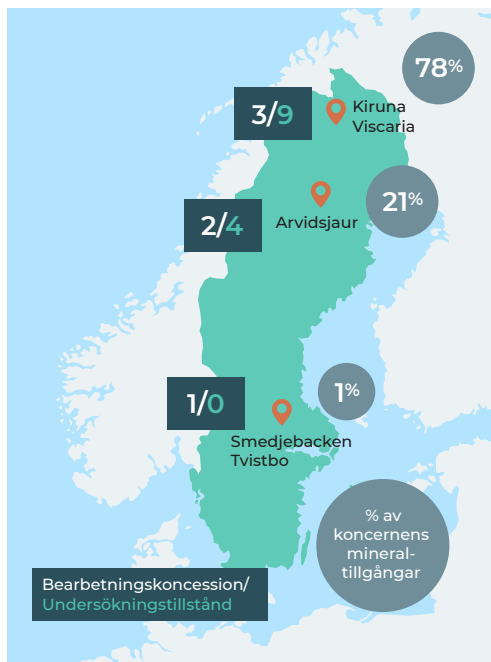 78%
3/9
Kiruna
Viscaria
21%
2/4
Arvidsjaur
1%
1/0
Smedjebacken
Tvistbo
% av
koncernens
mineral-
tillgångar
Bearbetningskoncession/
Undersökningstillstånd